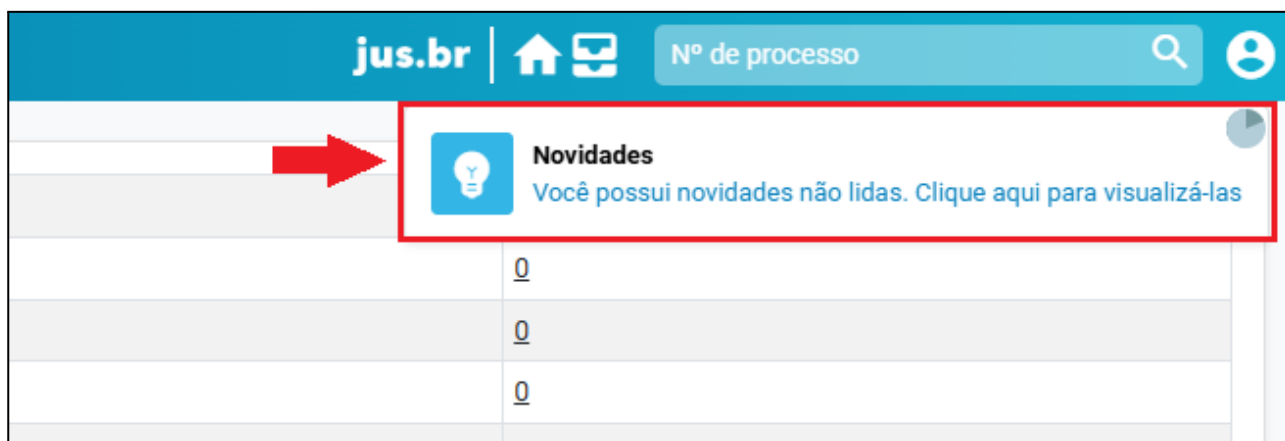 jus.br
Nº de processo
Novidades
Você possui novidades não lidas. Clique aqui para visualizá-las
0
0
0